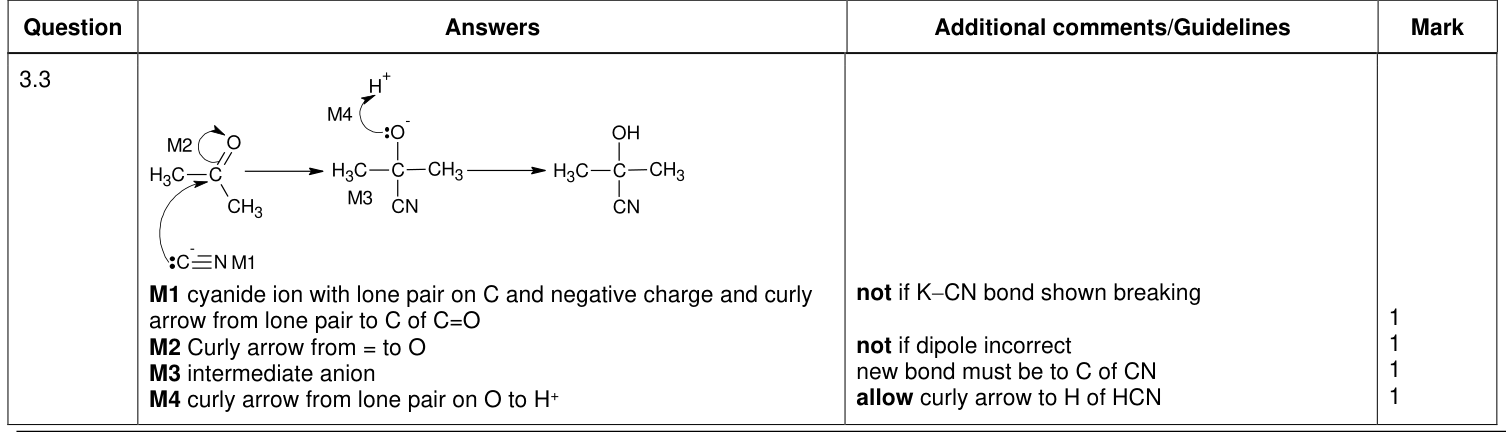 Question Answers Additional comments/Guidelines Mark
3.3
H+
M4
:O-
M2 O OH
H3C–C H3C–C–CH3 H3C–C–CH3
M3
CH3 CN CN
:C-≡N M1
M1 cyanide ion with lone pair on C and negative charge and curly
arrow from lone pair to C of C=O
M2 Curly arrow from = to O
M3 intermediate anion
M4 curly arrow from lone pair on O to H+
not if K–CN bond shown breaking
not if dipole incorrect
new bond must be to C of CN
allow curly arrow to H of HCN
1
1
1
1